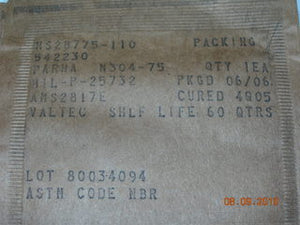 MS28775-110 PACKING
842230
PARHA N304-75 QTY 1EA
MIL-P-25732 PKGD 06/06
AMS2817E CURED 4Q05
VALTEC SHLF LIFE 60 QTRS
LOT 80034094
ASTM CODE NBR
08.09.2016